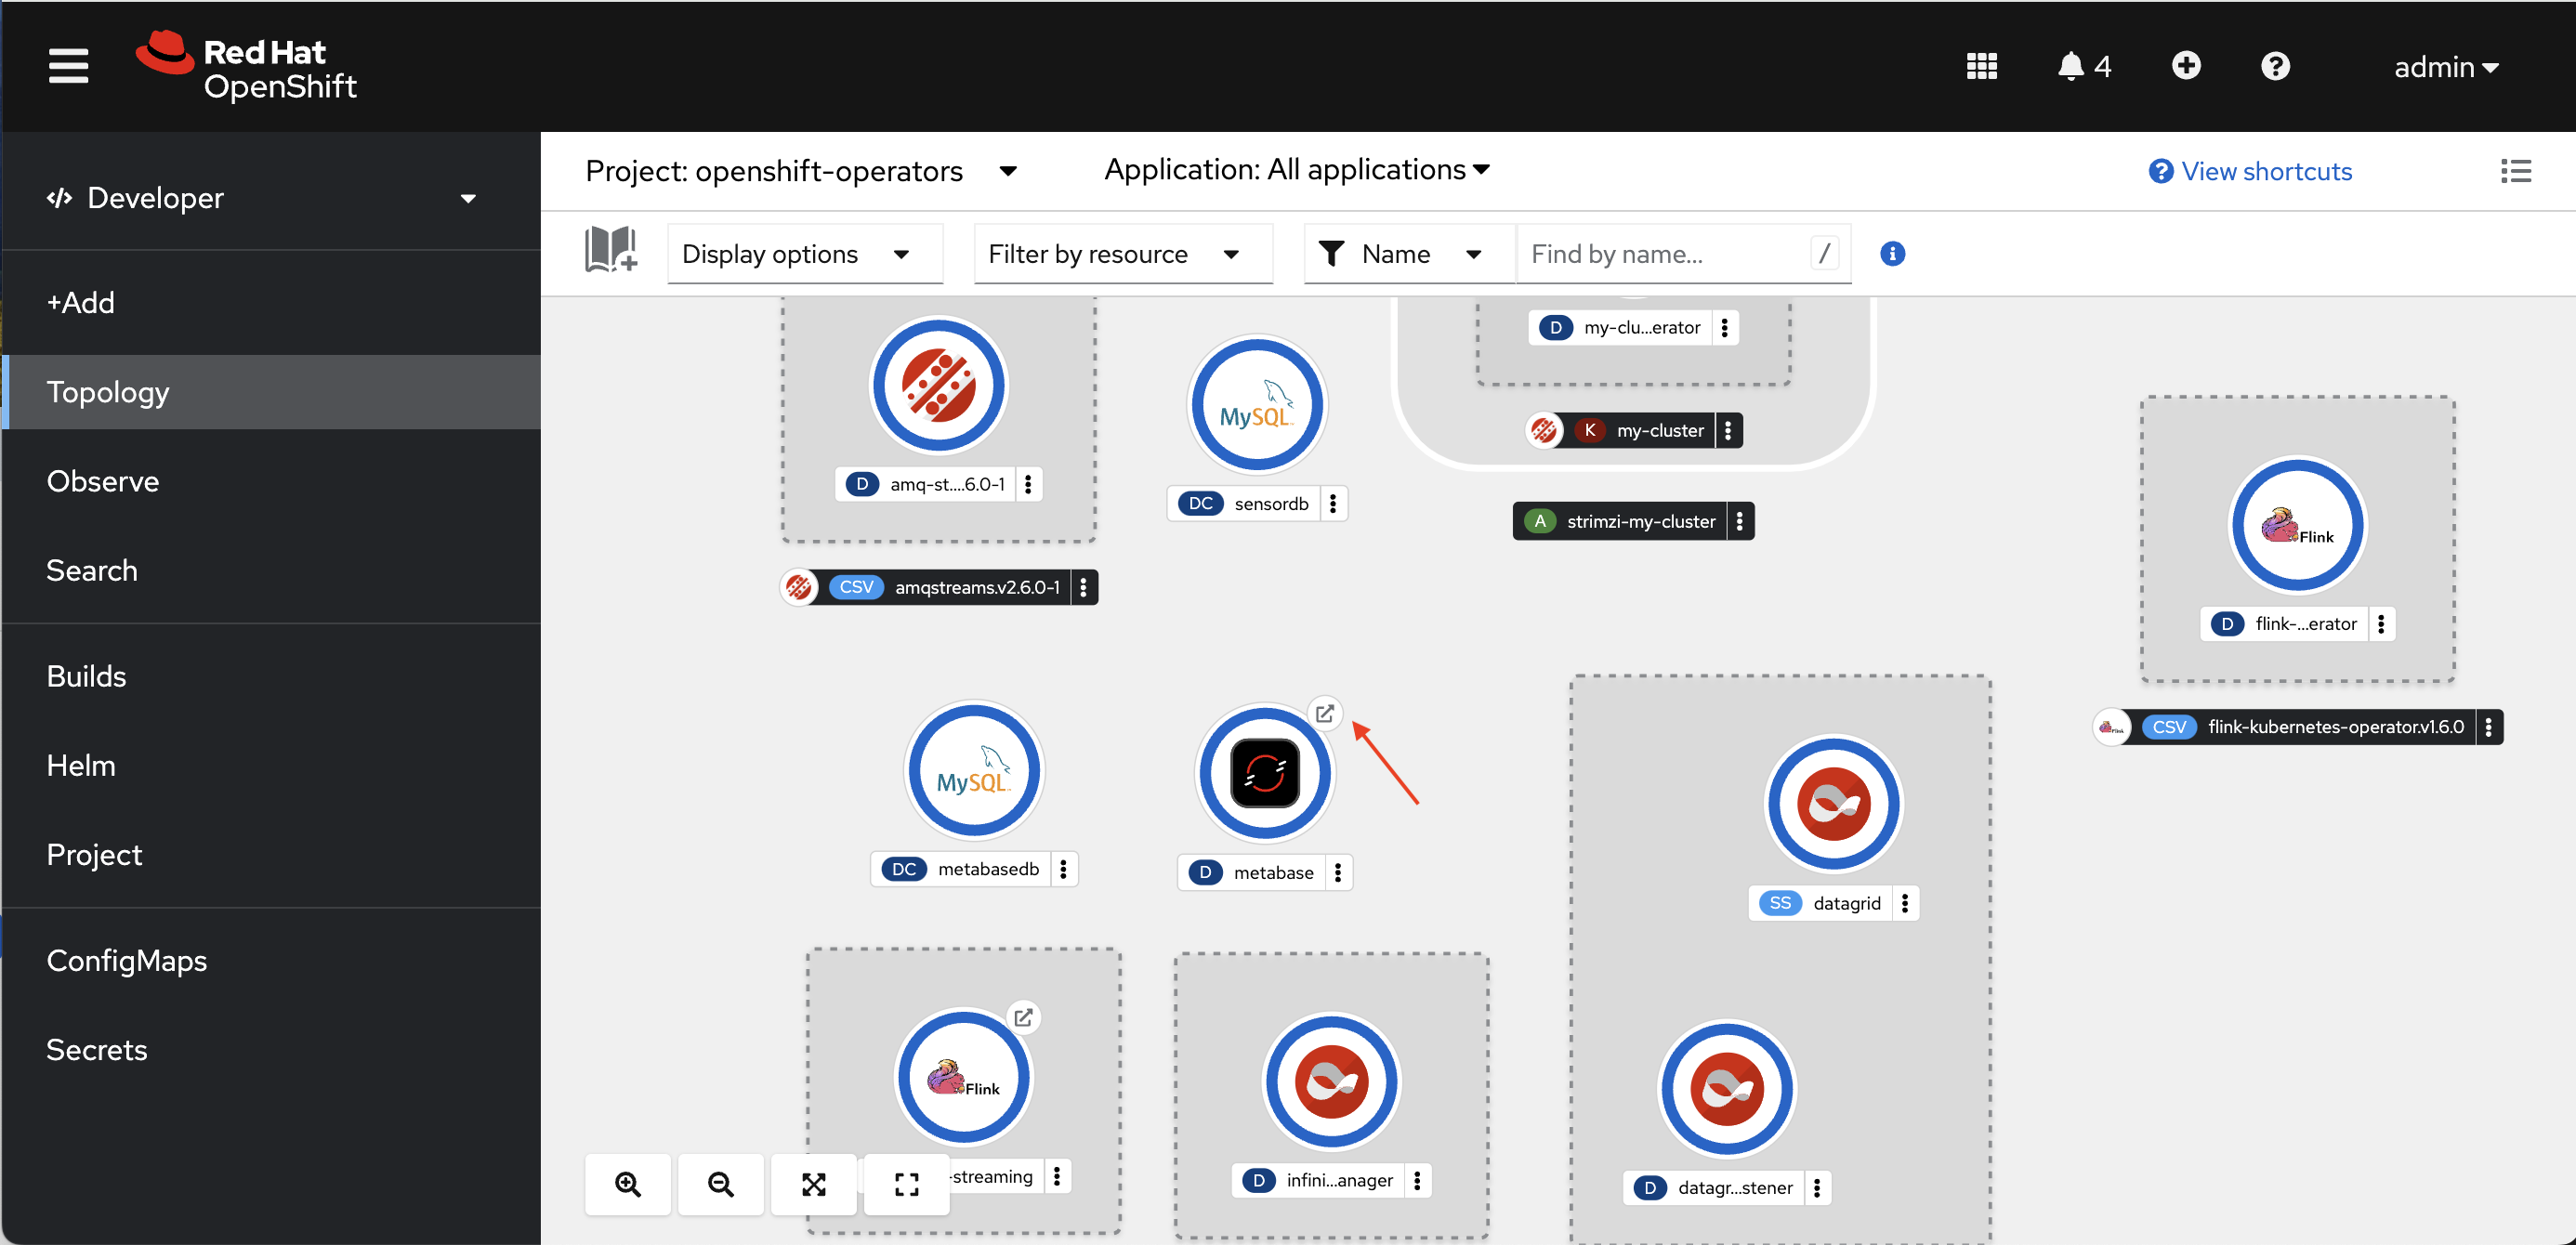 Red Hat
OpenShift
4
admin
Developer
+Add
Topology
Observe
Search
Builds
Helm
Project
ConfigMaps
Secrets
Project: openshift-operators
Application: All applications
View shortcuts
Display options
Filter by resource
Name
Find by name...
/
D my-clu...erator
K my-cluster
A strimzi-my-cluster
D amq-st....6.0-1
CSV amqstreams.v2.6.0-1
MySQL
DC sensordb
Flink
D flink-...erator
CSV flink-kubernetes-operator.v1.6.0
MySQL
DC metabasedb
D metabase
SS datagrid
Flink
-streaming
D infini...anager
D datagr...stener